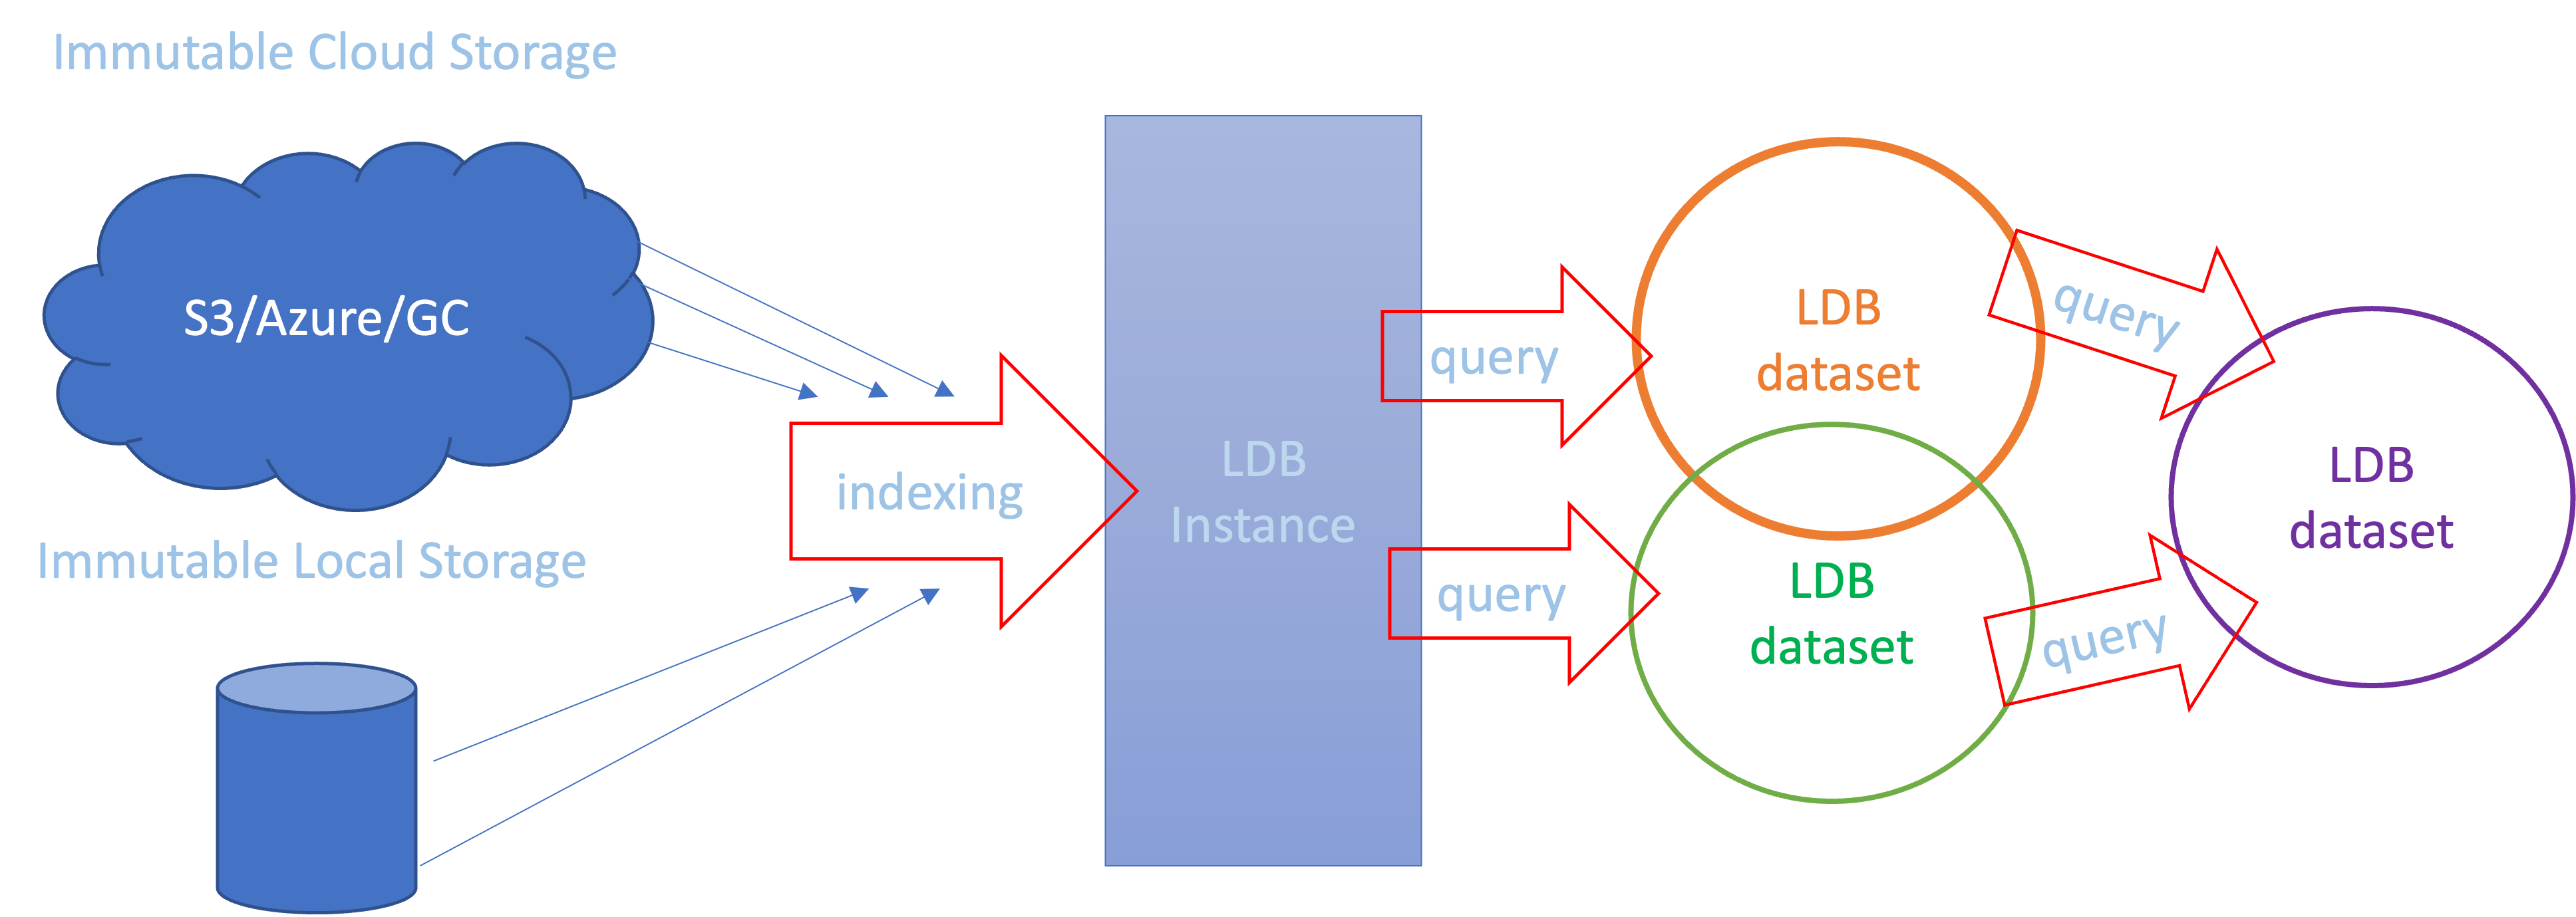 Immutable Cloud Storage
S3/Azure/GC
Immutable Local Storage
indexing
LDB
Instance
query
query
LDB
dataset
LDB
dataset
query
query
LDB
dataset